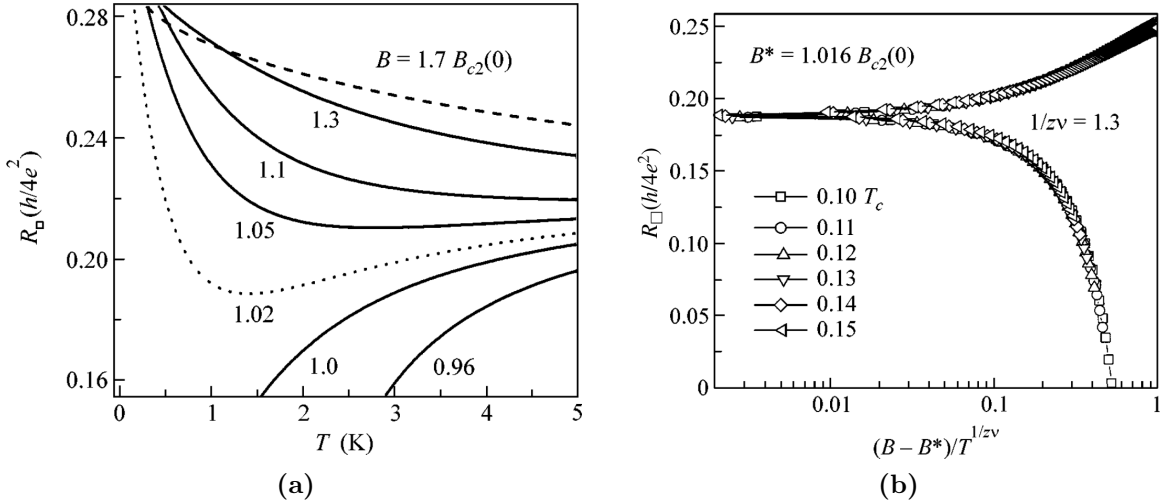 0.28
0.24
0.20
0.16
R□(h/4e²)
B = 1.7 B_c2(0)
1.3
1.1
1.05
1.02
1.0
0.96
0 1 2 3 4 5
T (K)
(a)
0.25
0.20
0.15
0.10
0.05
0
R□(h/4e²)
B* = 1.016 B_c2(0)
1/zν = 1.3
0.10 T_c
0.11
0.12
0.13
0.14
0.15
0.01 0.1 1
(B – B*)/T^1/zν
(b)